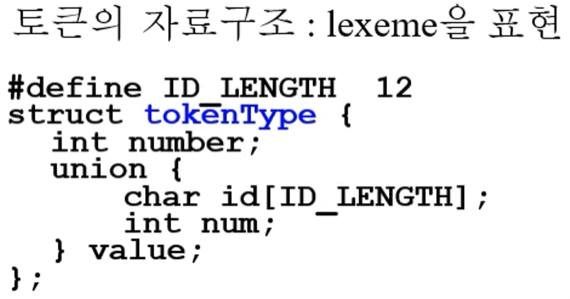 토큰의 자료구조 : lexeme을 표현
#define ID_LENGTH  12
struct tokenType {
  int number;
  union {
      char id[ID_LENGTH];
      int num;
  } value;
};